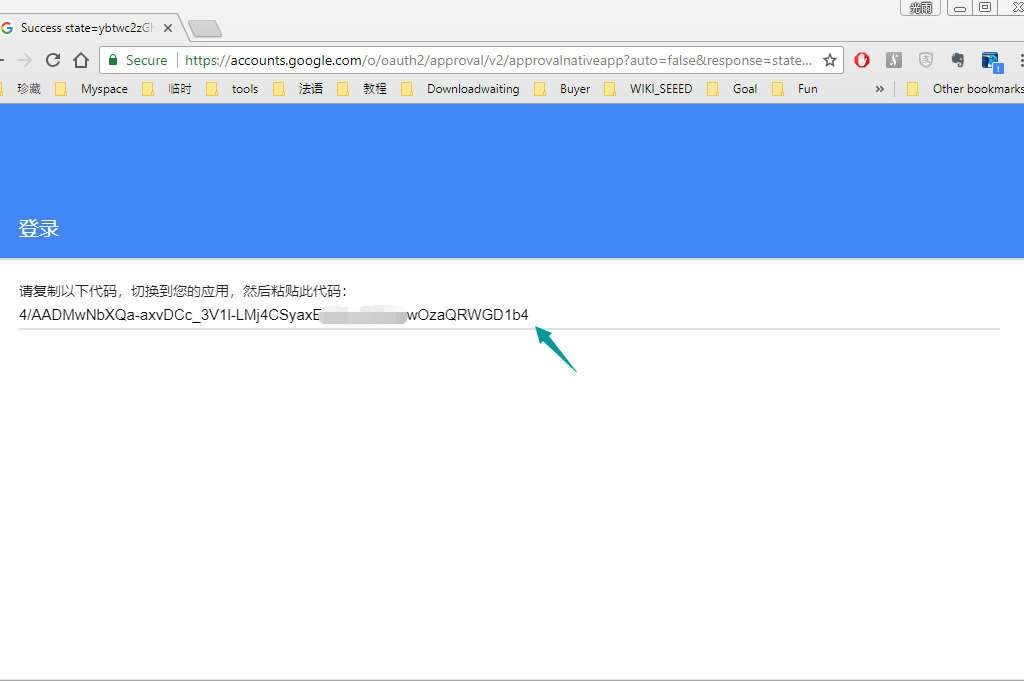 光雨
Success state=ybtwc2zGh
Secure
https://accounts.google.com/o/oauth2/approval/v2/approvalnativeapp?auto=false&response=state...
珍藏 Myspace 临时 tools 法语 教程 Downloadwaiting Buyer WIKI_SEEED Goal Fun » Other bookmarks
登录
请复制以下代码，切换到您的应用，然后粘贴此代码：
4/AADMwNbXQa-axvDCc_3V1I-LMj4CSyaxE wOzaQRWGD1b4